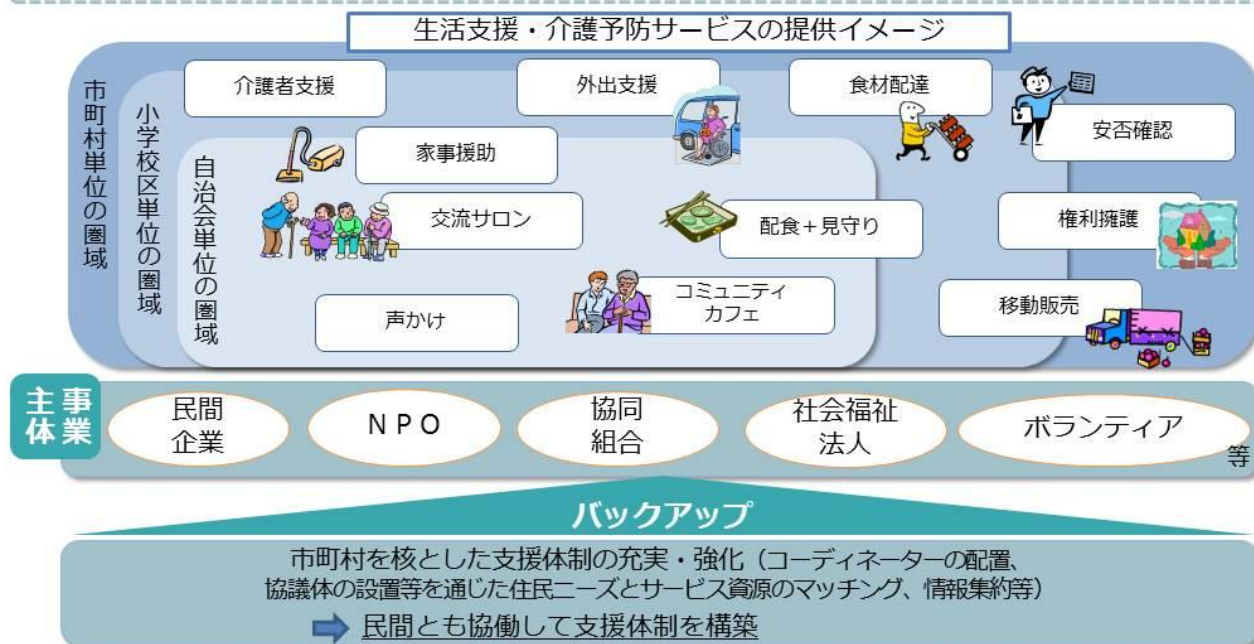 生活支援・介護予防サービスの提供イメージ
市町村単位の圏域
小学校区単位の圏域
自治会単位の圏域
介護者支援
外出支援
食材配達
安否確認
家事援助
交流サロン
配食+見守り
権利擁護
声かけ
コミュニティ
カフェ
移動販売
事業
主体
民間
企業
NPO
協同
組合
社会福祉
法人
ボランティア
等
バックアップ
市町村を核とした支援体制の充実・強化(コーディネーターの配置、
協議体の設置等を通じた住民ニーズとサービス資源のマッチング、情報集約等)
民間とも協働して支援体制を構築